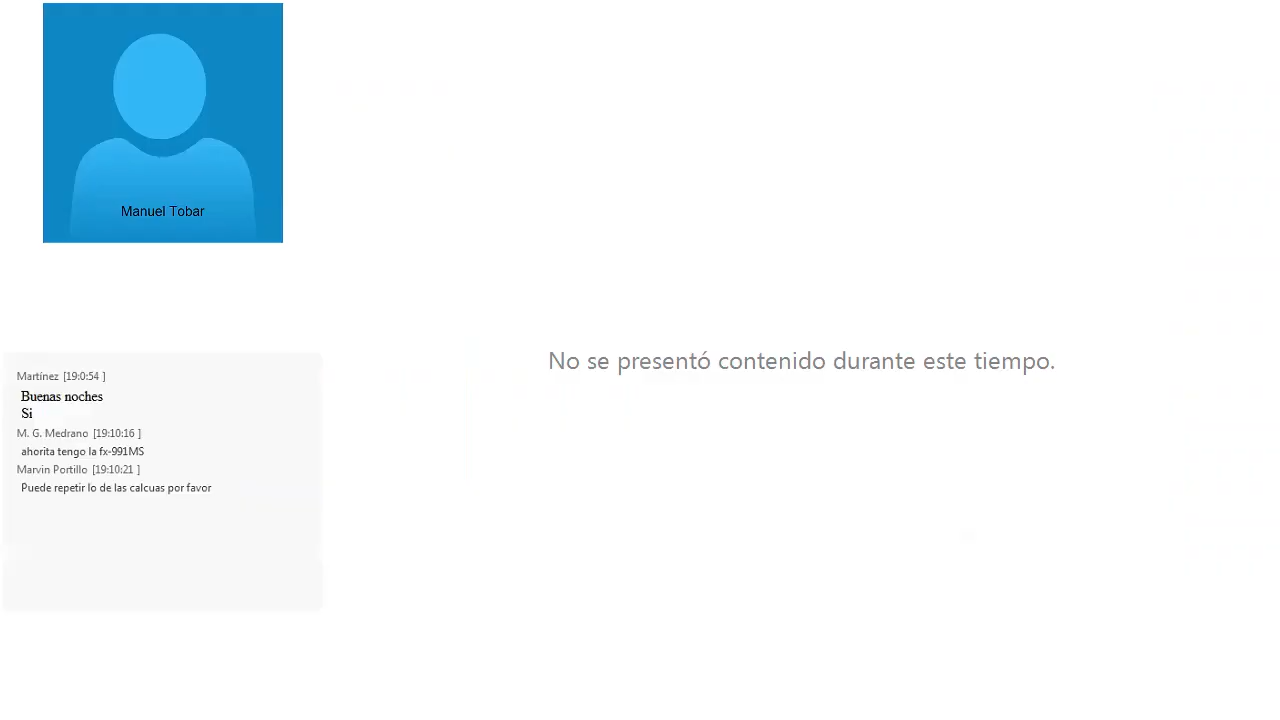 Manuel Tobar
Martínez [19:0:54 ]
Buenas noches
Si
M. G. Medrano [19:10:16 ]
ahorita tengo la fx-991MS
Marvin Portillo [19:10:21 ]
Puede repetir lo de las calcuas por favor
No se presentó contenido durante este tiempo.